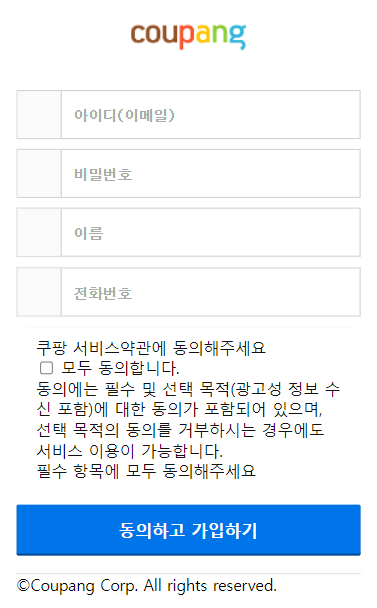 coupang
아이디(이메일)
비밀번호
이름
전화번호
쿠팡 서비스약관에 동의해주세요
모두 동의합니다.
동의에는 필수 및 선택 목적(광고성 정보 수
신 포함)에 대한 동의가 포함되어 있으며,
선택 목적의 동의를 거부하시는 경우에도
서비스 이용이 가능합니다.
필수 항목에 모두 동의해주세요
동의하고 가입하기
©Coupang Corp. All rights reserved.